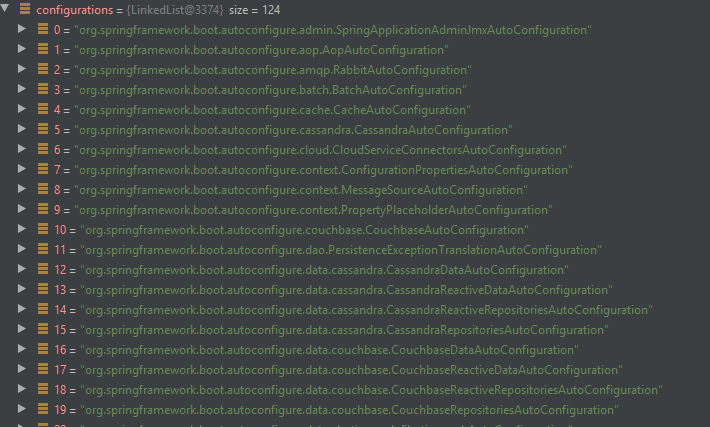 configurations = {LinkedList@3374} size = 124
0 = "org.springframework.boot.autoconfigure.admin.SpringApplicationAdminJmxAutoConfiguration"
1 = "org.springframework.boot.autoconfigure.aop.AopAutoConfiguration"
2 = "org.springframework.boot.autoconfigure.amqp.RabbitAutoConfiguration"
3 = "org.springframework.boot.autoconfigure.batch.BatchAutoConfiguration"
4 = "org.springframework.boot.autoconfigure.cache.CacheAutoConfiguration"
5 = "org.springframework.boot.autoconfigure.cassandra.CassandraAutoConfiguration"
6 = "org.springframework.boot.autoconfigure.cloud.CloudServiceConnectorsAutoConfiguration"
7 = "org.springframework.boot.autoconfigure.context.ConfigurationPropertiesAutoConfiguration"
8 = "org.springframework.boot.autoconfigure.context.MessageSourceAutoConfiguration"
9 = "org.springframework.boot.autoconfigure.context.PropertyPlaceholderAutoConfiguration"
10 = "org.springframework.boot.autoconfigure.couchbase.CouchbaseAutoConfiguration"
11 = "org.springframework.boot.autoconfigure.dao.PersistenceExceptionTranslationAutoConfiguration"
12 = "org.springframework.boot.autoconfigure.data.cassandra.CassandraDataAutoConfiguration"
13 = "org.springframework.boot.autoconfigure.data.cassandra.CassandraReactiveDataAutoConfiguration"
14 = "org.springframework.boot.autoconfigure.data.cassandra.CassandraReactiveRepositoriesAutoConfiguration"
15 = "org.springframework.boot.autoconfigure.data.cassandra.CassandraRepositoriesAutoConfiguration"
16 = "org.springframework.boot.autoconfigure.data.couchbase.CouchbaseDataAutoConfiguration"
17 = "org.springframework.boot.autoconfigure.data.couchbase.CouchbaseReactiveDataAutoConfiguration"
18 = "org.springframework.boot.autoconfigure.data.couchbase.CouchbaseReactiveRepositoriesAutoConfiguration"
19 = "org.springframework.boot.autoconfigure.data.couchbase.CouchbaseRepositoriesAutoConfiguration"